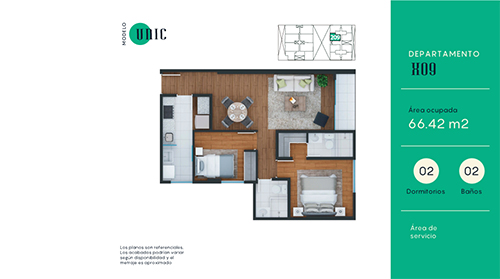 MODELO
UNIC
DEPARTAMENTO
X09
Área ocupada
66.42 m2
02
Dormitorios
02
Baños
Área de
servicio
Los planos son referenciales.
Los acabados podrían variar
según disponibilidad y el
metraje es aproximado